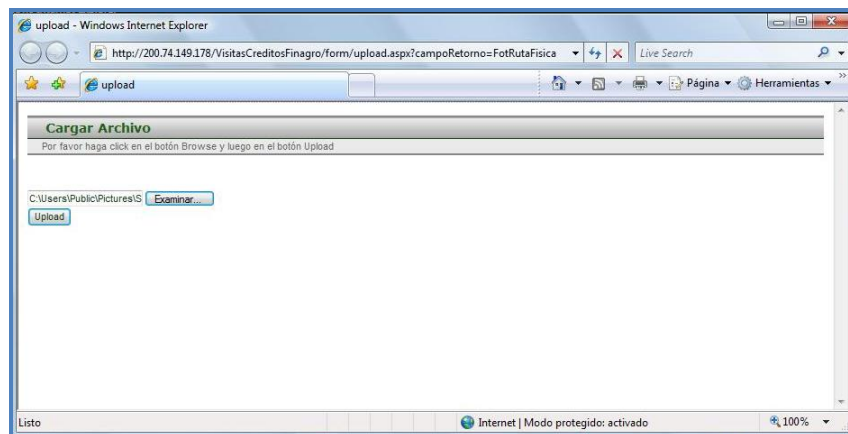 upload - Windows Internet Explorer
http://200.74.149.178/VisitasCreditosFinagro/form/upload.aspx?campoRetorno=FotRutaFisica
Live Search
upload
Página
Herramientas
Cargar Archivo
Por favor haga click en el botón Browse y luego en el botón Upload
C:\Users\Public\Pictures\S
Examinar...
Upload
Listo
Internet | Modo protegido: activado
100%